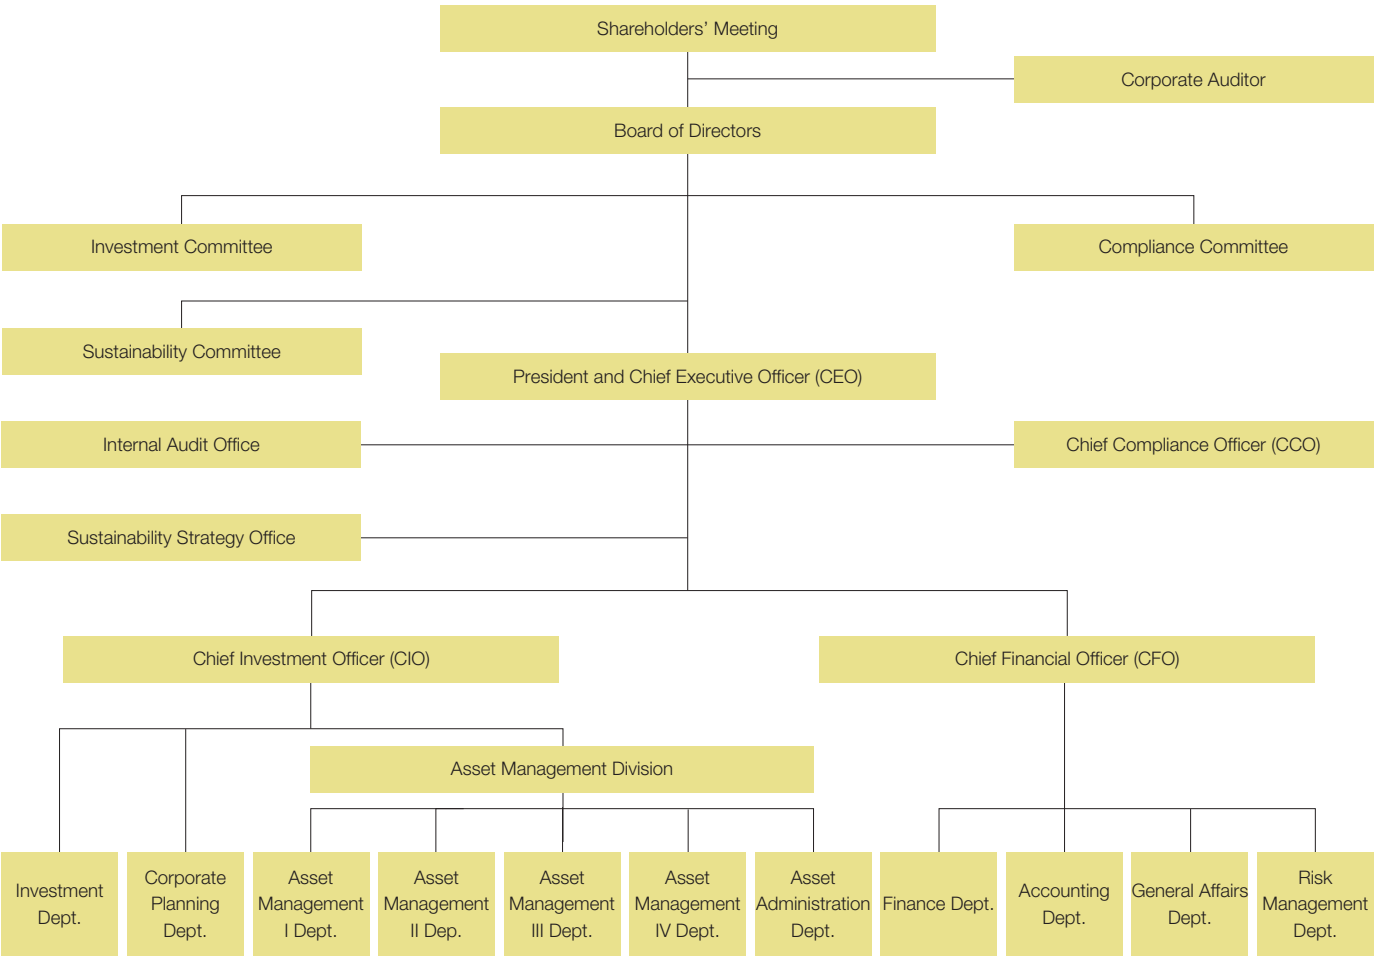 Shareholders’ Meeting
Corporate Auditor
Board of Directors
Investment Committee
Compliance Committee
Sustainability Committee
President and Chief Executive Officer (CEO)
Internal Audit Office
Chief Compliance Officer (CCO)
Sustainability Strategy Office
Chief Investment Officer (CIO)
Chief Financial Officer (CFO)
Asset Management Division
Investment
Dept.
Corporate
Planning
Dept.
Asset
Management
I Dept.
Asset
Management
II Dep.
Asset
Management
III Dept.
Asset
Management
IV Dept.
Asset
Administration
Dept.
Finance Dept.
Accounting
Dept.
General Affairs
Dept.
Risk
Management
Dept.